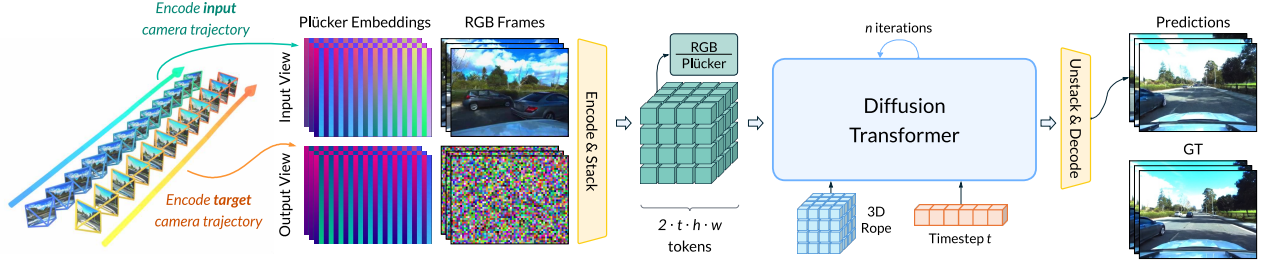 Encode input
camera trajectory
Encode target
camera trajectory
Plücker Embeddings
RGB Frames
Input View
Output View
Encode & Stack
RGB
Plücker
2 · t · h · w
tokens
n iterations
Diffusion
Transformer
3D
Rope
Timestep t
Unstack & Decode
Predictions
GT